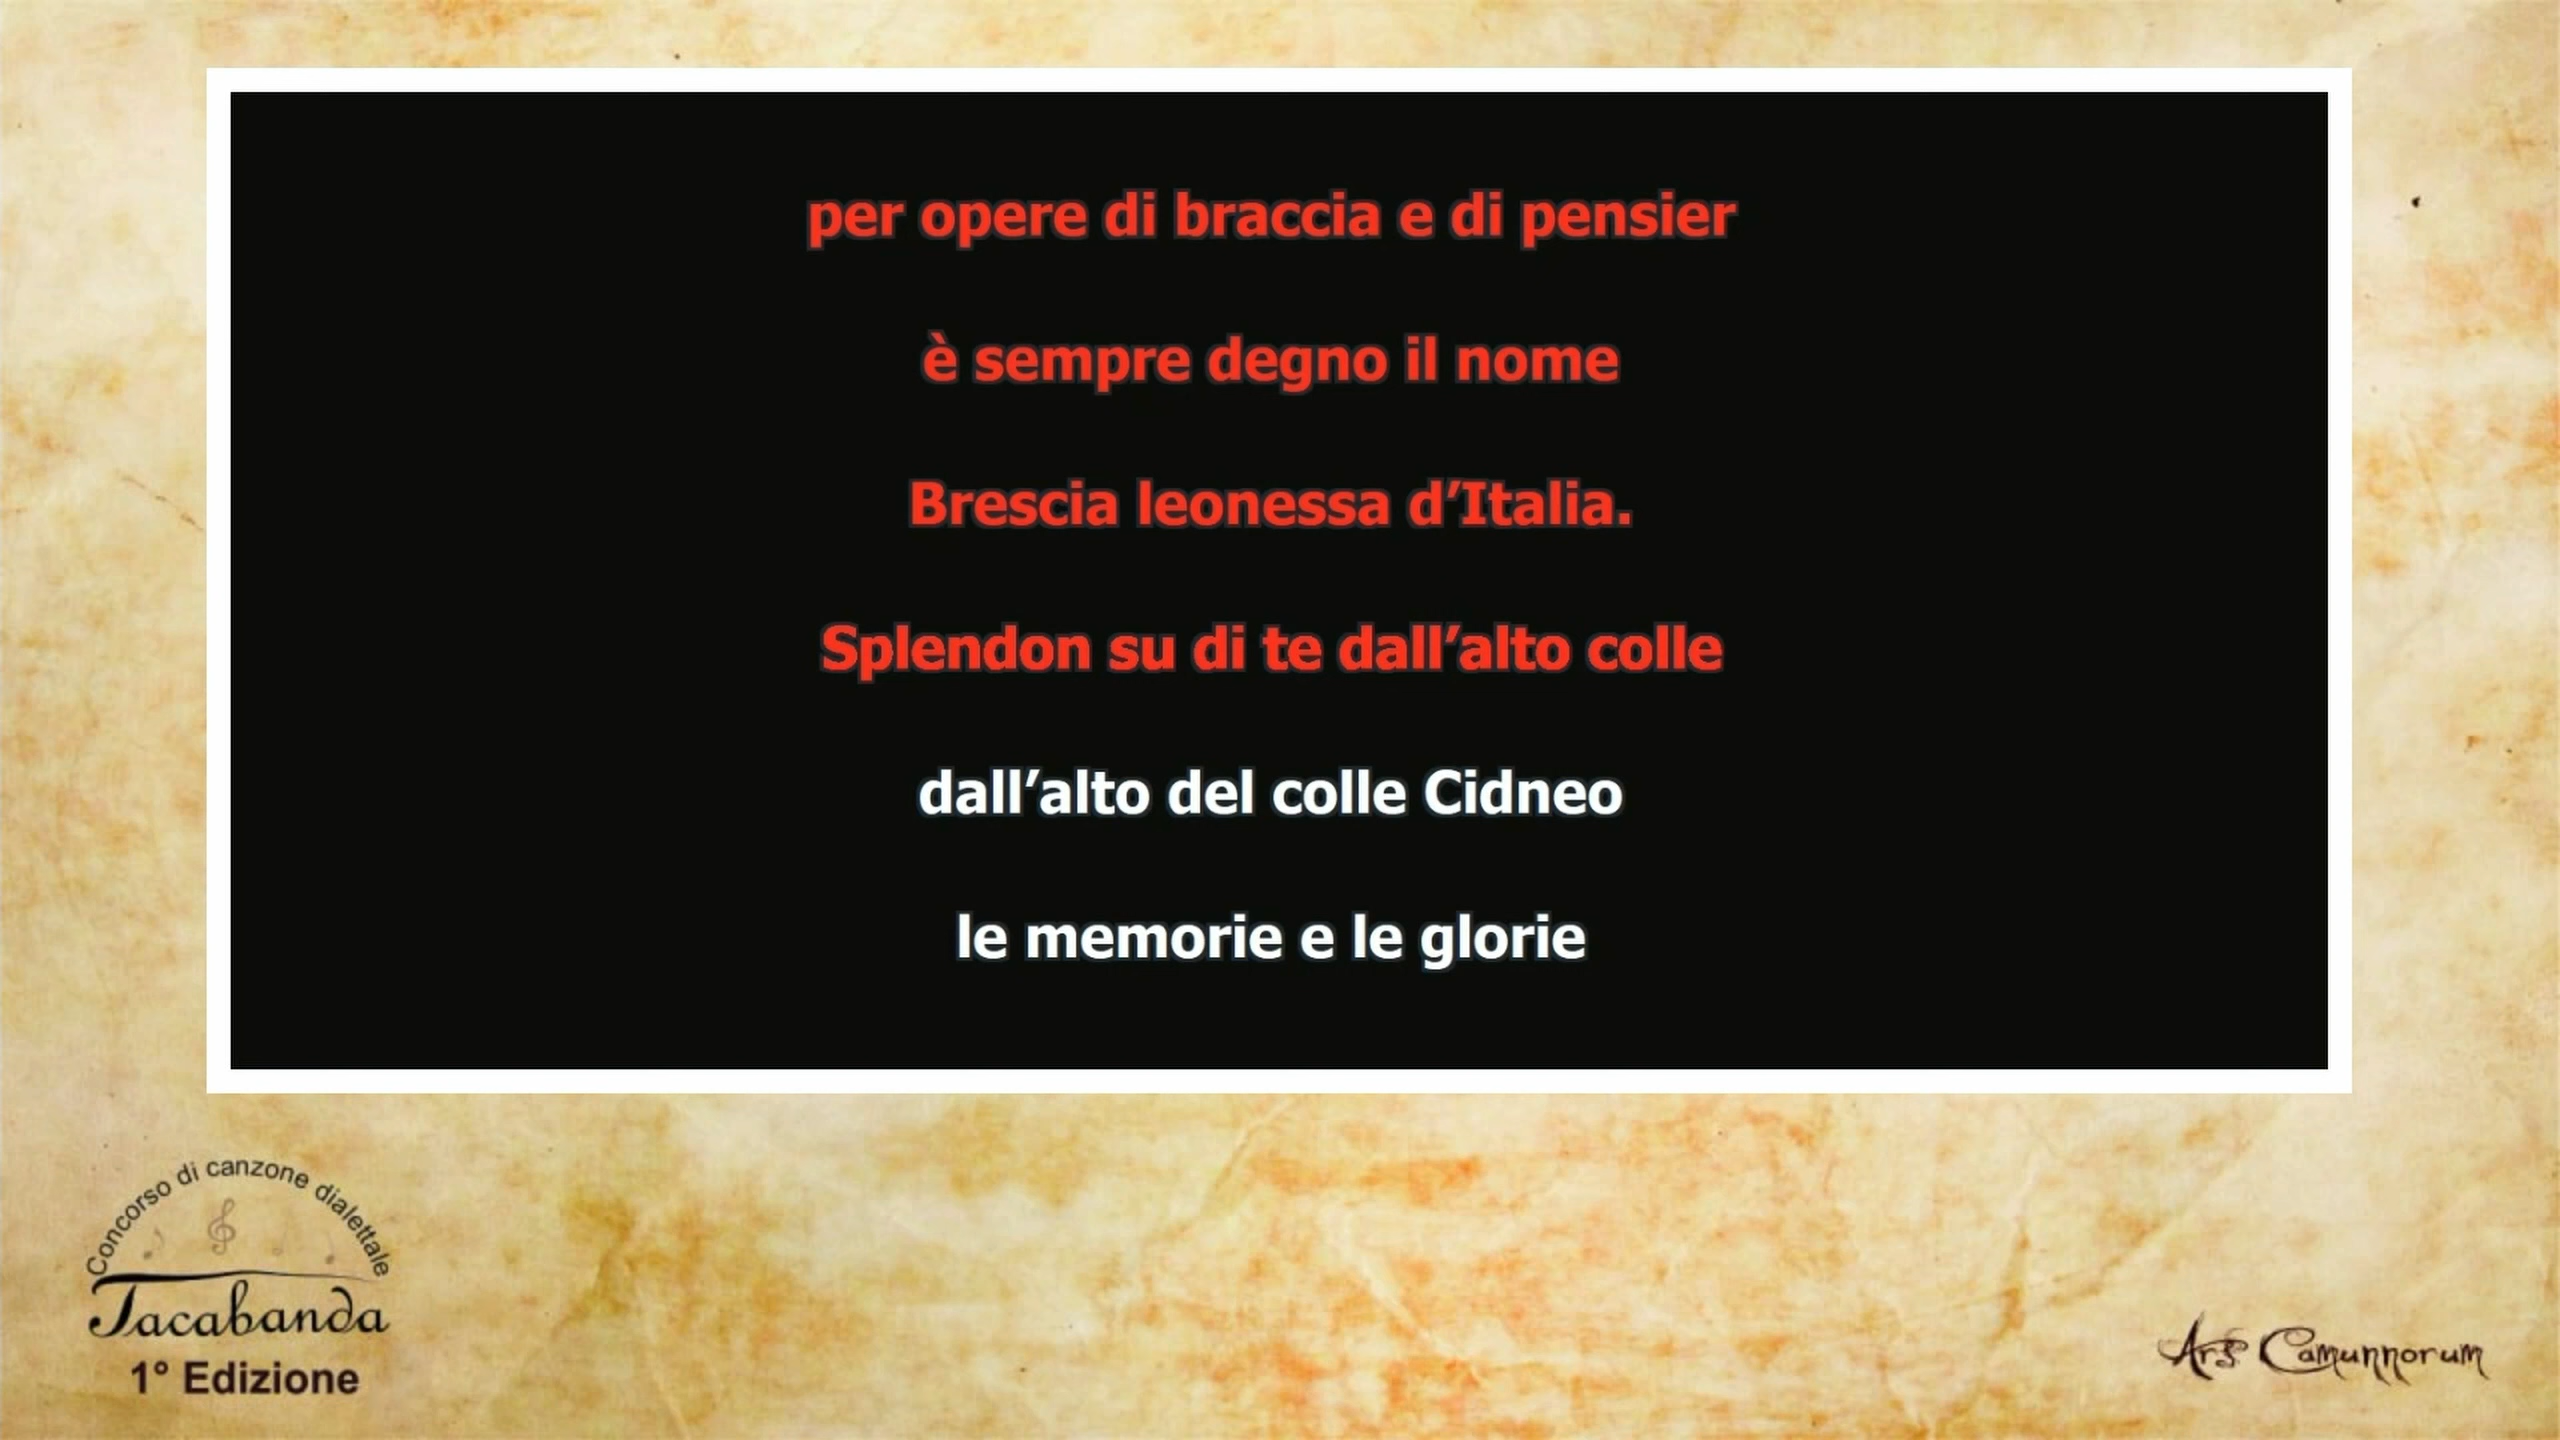 per opere di braccia e di pensier
è sempre degno il nome
Brescia leonessa d’Italia.
Splendon su di te dall’alto colle
dall’alto del colle Cidneo
le memorie e le glorie
Concorso di canzone dialettale
Tacabanda
1° Edizione
Ars Camunnorum